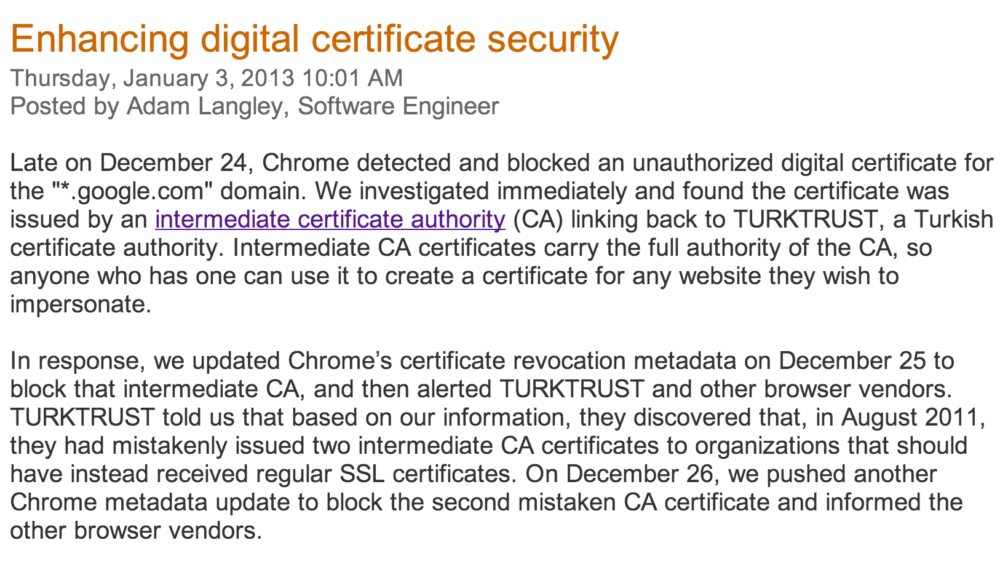 Enhancing digital certificate security
Thursday, January 3, 2013 10:01 AM
Posted by Adam Langley, Software Engineer
Late on December 24, Chrome detected and blocked an unauthorized digital certificate for
the "*.google.com" domain. We investigated immediately and found the certificate was
issued by an intermediate certificate authority (CA) linking back to TURKTRUST, a Turkish
certificate authority. Intermediate CA certificates carry the full authority of the CA, so
anyone who has one can use it to create a certificate for any website they wish to
impersonate.
In response, we updated Chrome’s certificate revocation metadata on December 25 to
block that intermediate CA, and then alerted TURKTRUST and other browser vendors.
TURKTRUST told us that based on our information, they discovered that, in August 2011,
they had mistakenly issued two intermediate CA certificates to organizations that should
have instead received regular SSL certificates. On December 26, we pushed another
Chrome metadata update to block the second mistaken CA certificate and informed the
other browser vendors.